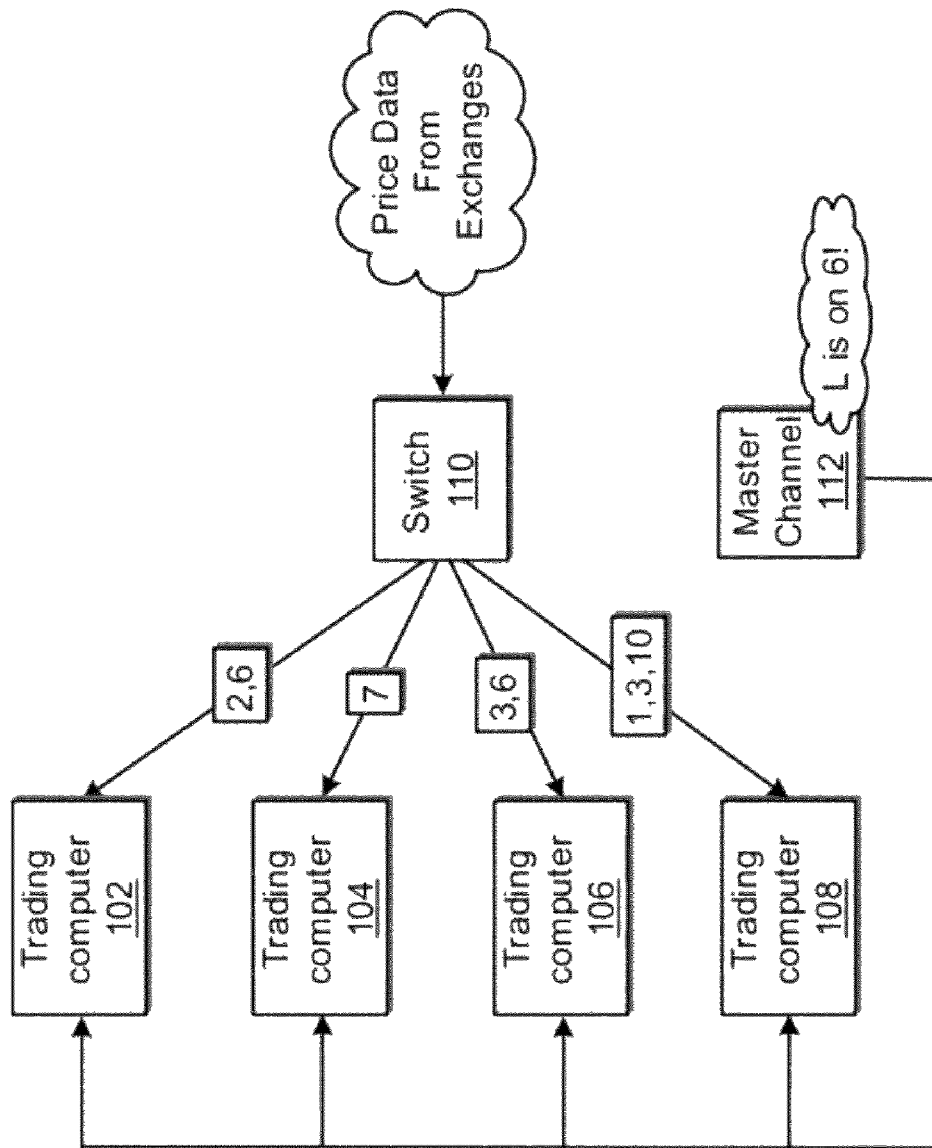 Price Data
From
Exchanges
Switch
110
2,6
7
3,6
1,3,10
Trading
computer
102
Trading
computer
104
Trading
computer
106
Trading
computer
108
Master
Channel
112
L is on 6!